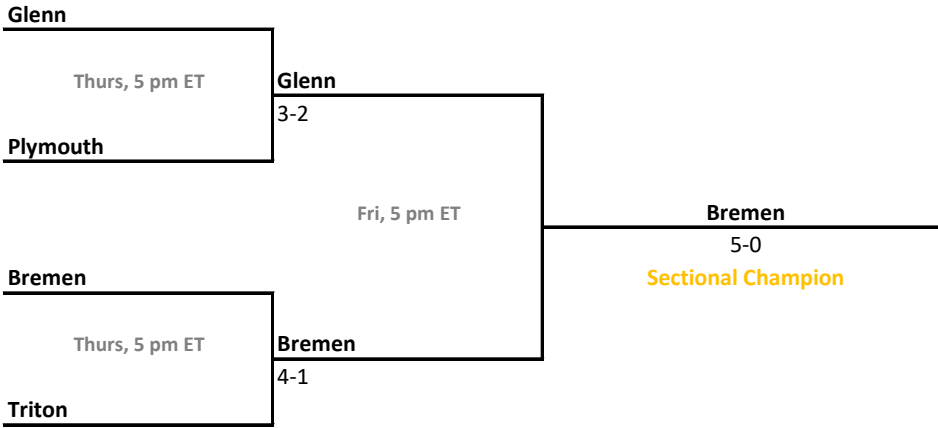 Glenn
Thurs, 5 pm ET
Glenn
3-2
Plymouth
Fri, 5 pm ET
Bremen
5-0
Sectional Champion
Bremen
Thurs, 5 pm ET
Bremen
4-1
Triton